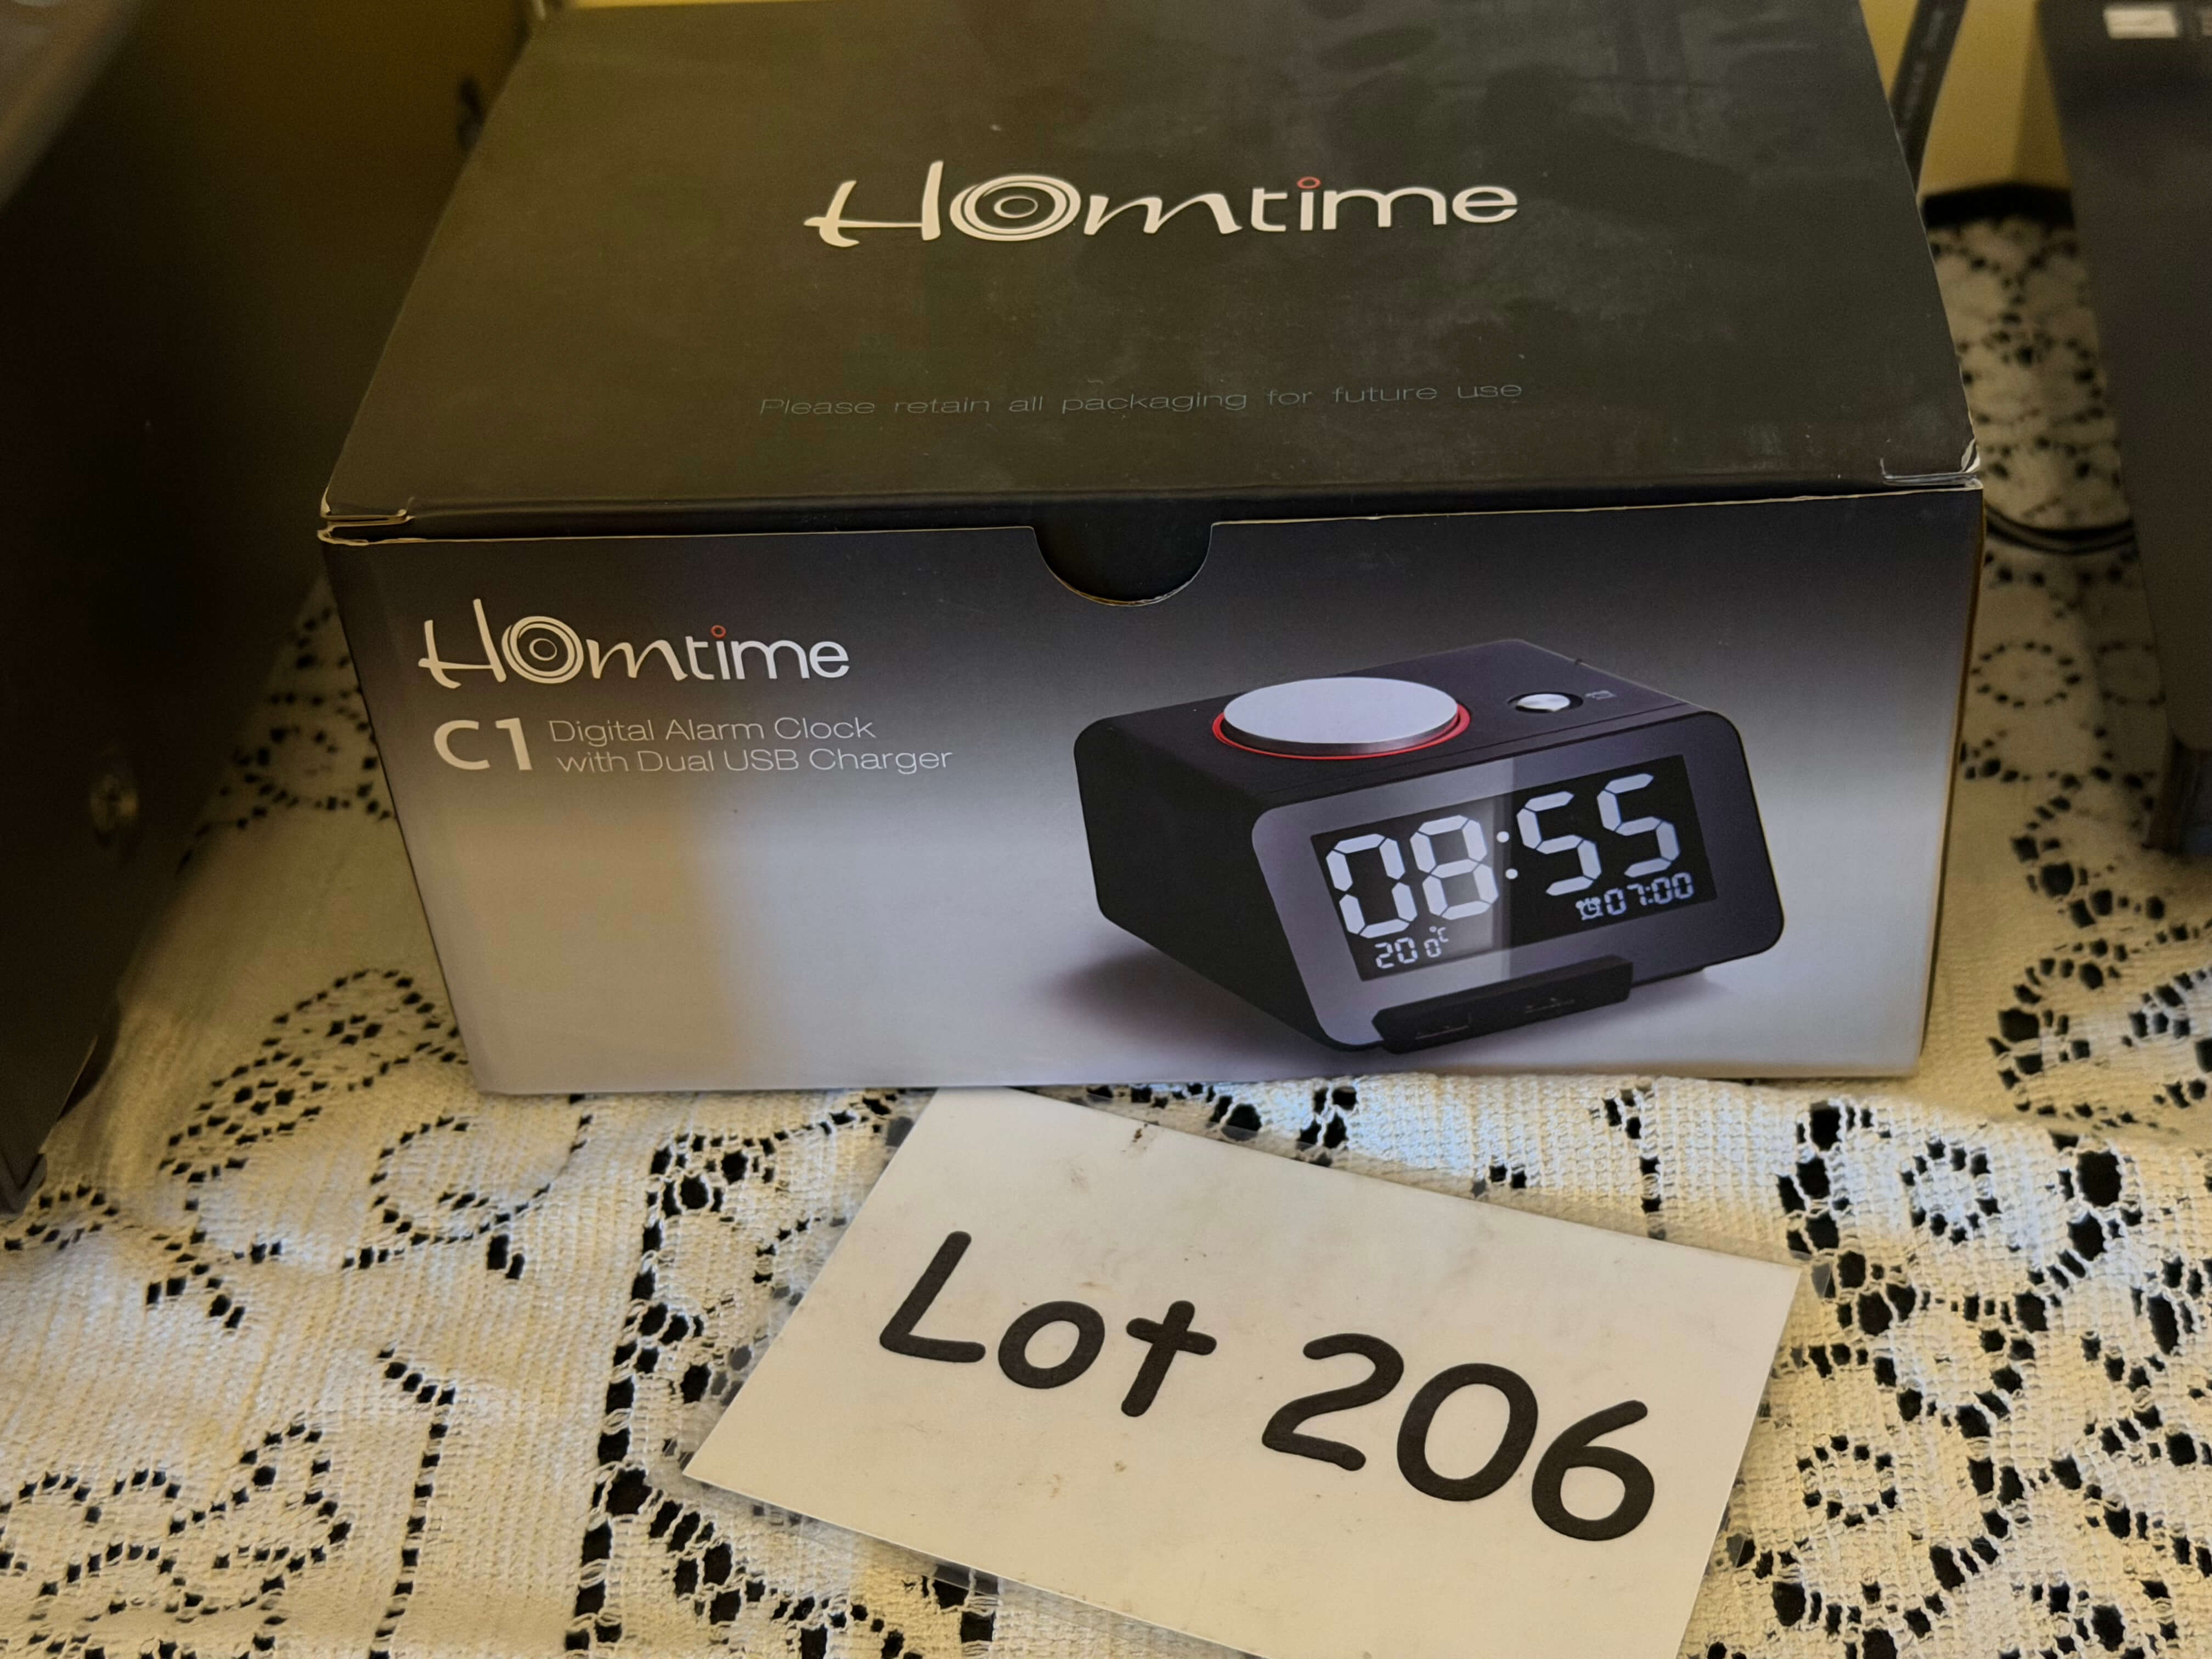 Homtime
Please retain all packaging for future use
Homtime
C1 Digital Alarm Clock
with Dual USB Charger
08:55
20 0°C
07:00
Lot 206